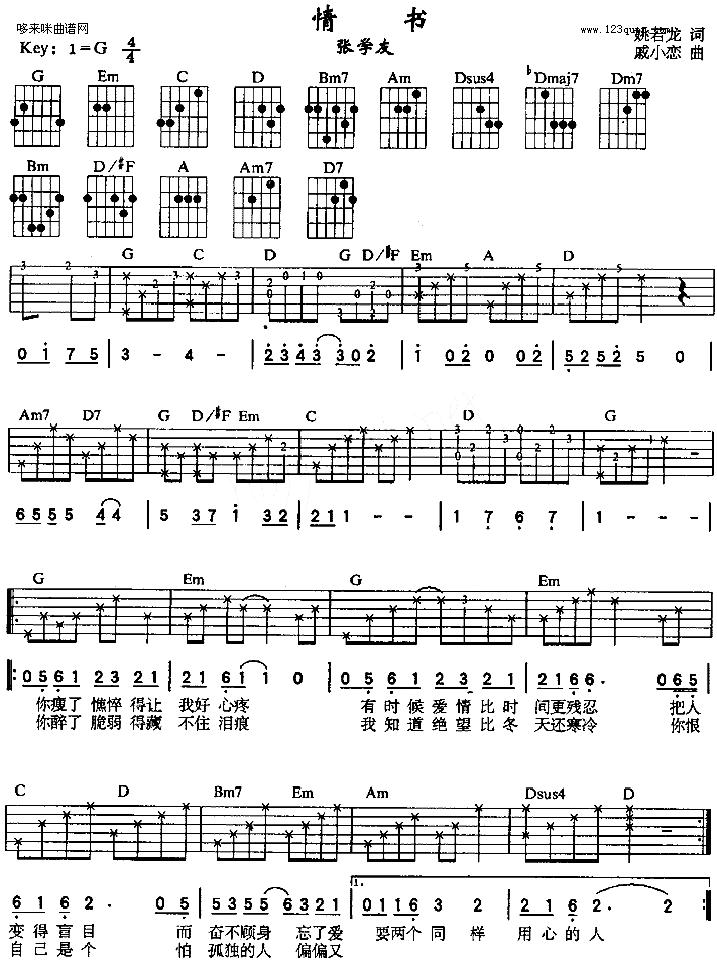 情 书
哆来咪曲谱网 www.123 姚若龙 词
Key: 1=G 4/4 张学友 戚小恋 曲
G Em C D Bm7 Am Dsus4 ♭Dmaj7 Dm7
Bm D/♯F A Am7 D7
G C D G D/♯F Em A D
0 1 7 5 3 - 4 - 2 3 4 3 3 0 2 1 0 2 0 0 2 5 2 5 2 5 0
Am7 D7 G D/♯F Em C D G
6 5 5 5 5 4 4 5 3 7 1 3 2 2 1 1 - - 1 7 6 7 1 - - -
G Em G Em
0 5 6 1 2 3 2 1 2 1 6 1 1 0 0 5 6 1 2 3 2 1 2 1 6 6 . 0 6 5
你瘦了 憔悴 得让 我好 心疼 有 时 候 爱 情 比 时 间更 残忍 把人
你醉了 脆弱 得藏 不住 泪痕 我 知 道 绝 望 比 冬 天还 寒冷 你恨
C D Bm7 Em Am Dsus4 D
6 1 6 2 . 0 5 5 3 5 5 6 3 2 1 1. 0 1 1 6 3 2 2 1 6 2 . 2
变 得 盲 目 而 奋不顾身 忘了爱 要两个 同 样 用 心 的 人
自 己 是 个 怕 孤独的人 偏偏又